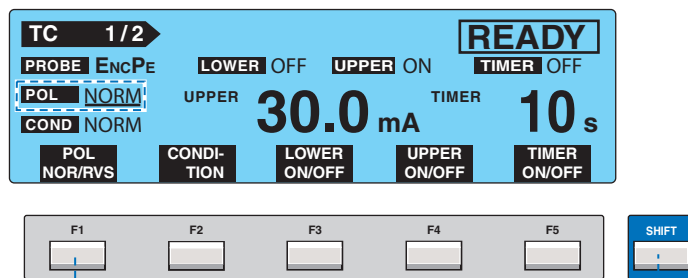 TC 1/2 READY
PROBE ENCPE LOWER OFF UPPER ON TIMER OFF
POL NORM UPPER 30.0 mA TIMER 10 s
COND NORM
POL NOR/RVS CONDI-TION LOWER ON/OFF UPPER ON/OFF TIMER ON/OFF
F1 F2 F3 F4 F5 SHIFT